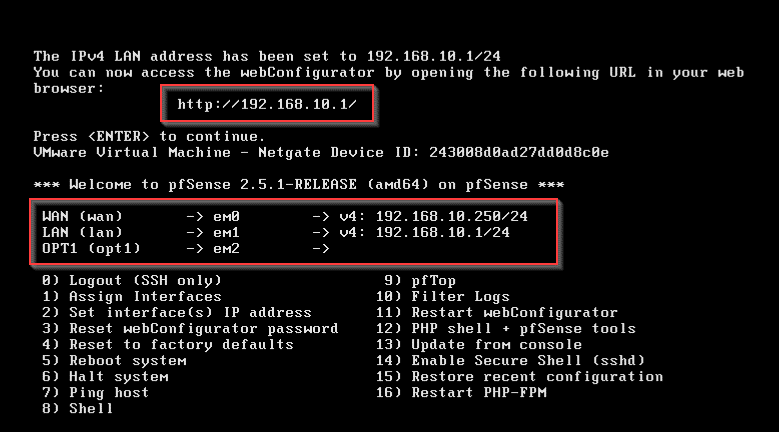 The IPv4 LAN address has been set to 192.168.10.1/24
You can now access the webConfigurator by opening the following URL in your web
browser:
http://192.168.10.1/
Press <ENTER> to continue.
VMware Virtual Machine - Netgate Device ID: 243008d0ad27dd0d8c0e
*** Welcome to pfSense 2.5.1-RELEASE (amd64) on pfSense ***
WAN (wan) -> em0 -> v4: 192.168.10.250/24
LAN (lan) -> em1 -> v4: 192.168.10.1/24
OPT1 (opt1) -> em2 ->
0) Logout (SSH only) 9) pfTop
1) Assign Interfaces 10) Filter Logs
2) Set interface(s) IP address 11) Restart webConfigurator
3) Reset webConfigurator password 12) PHP shell + pfSense tools
4) Reset to factory defaults 13) Update from console
5) Reboot system 14) Enable Secure Shell (sshd)
6) Halt system 15) Restore recent configuration
7) Ping host 16) Restart PHP-FPM
8) Shell